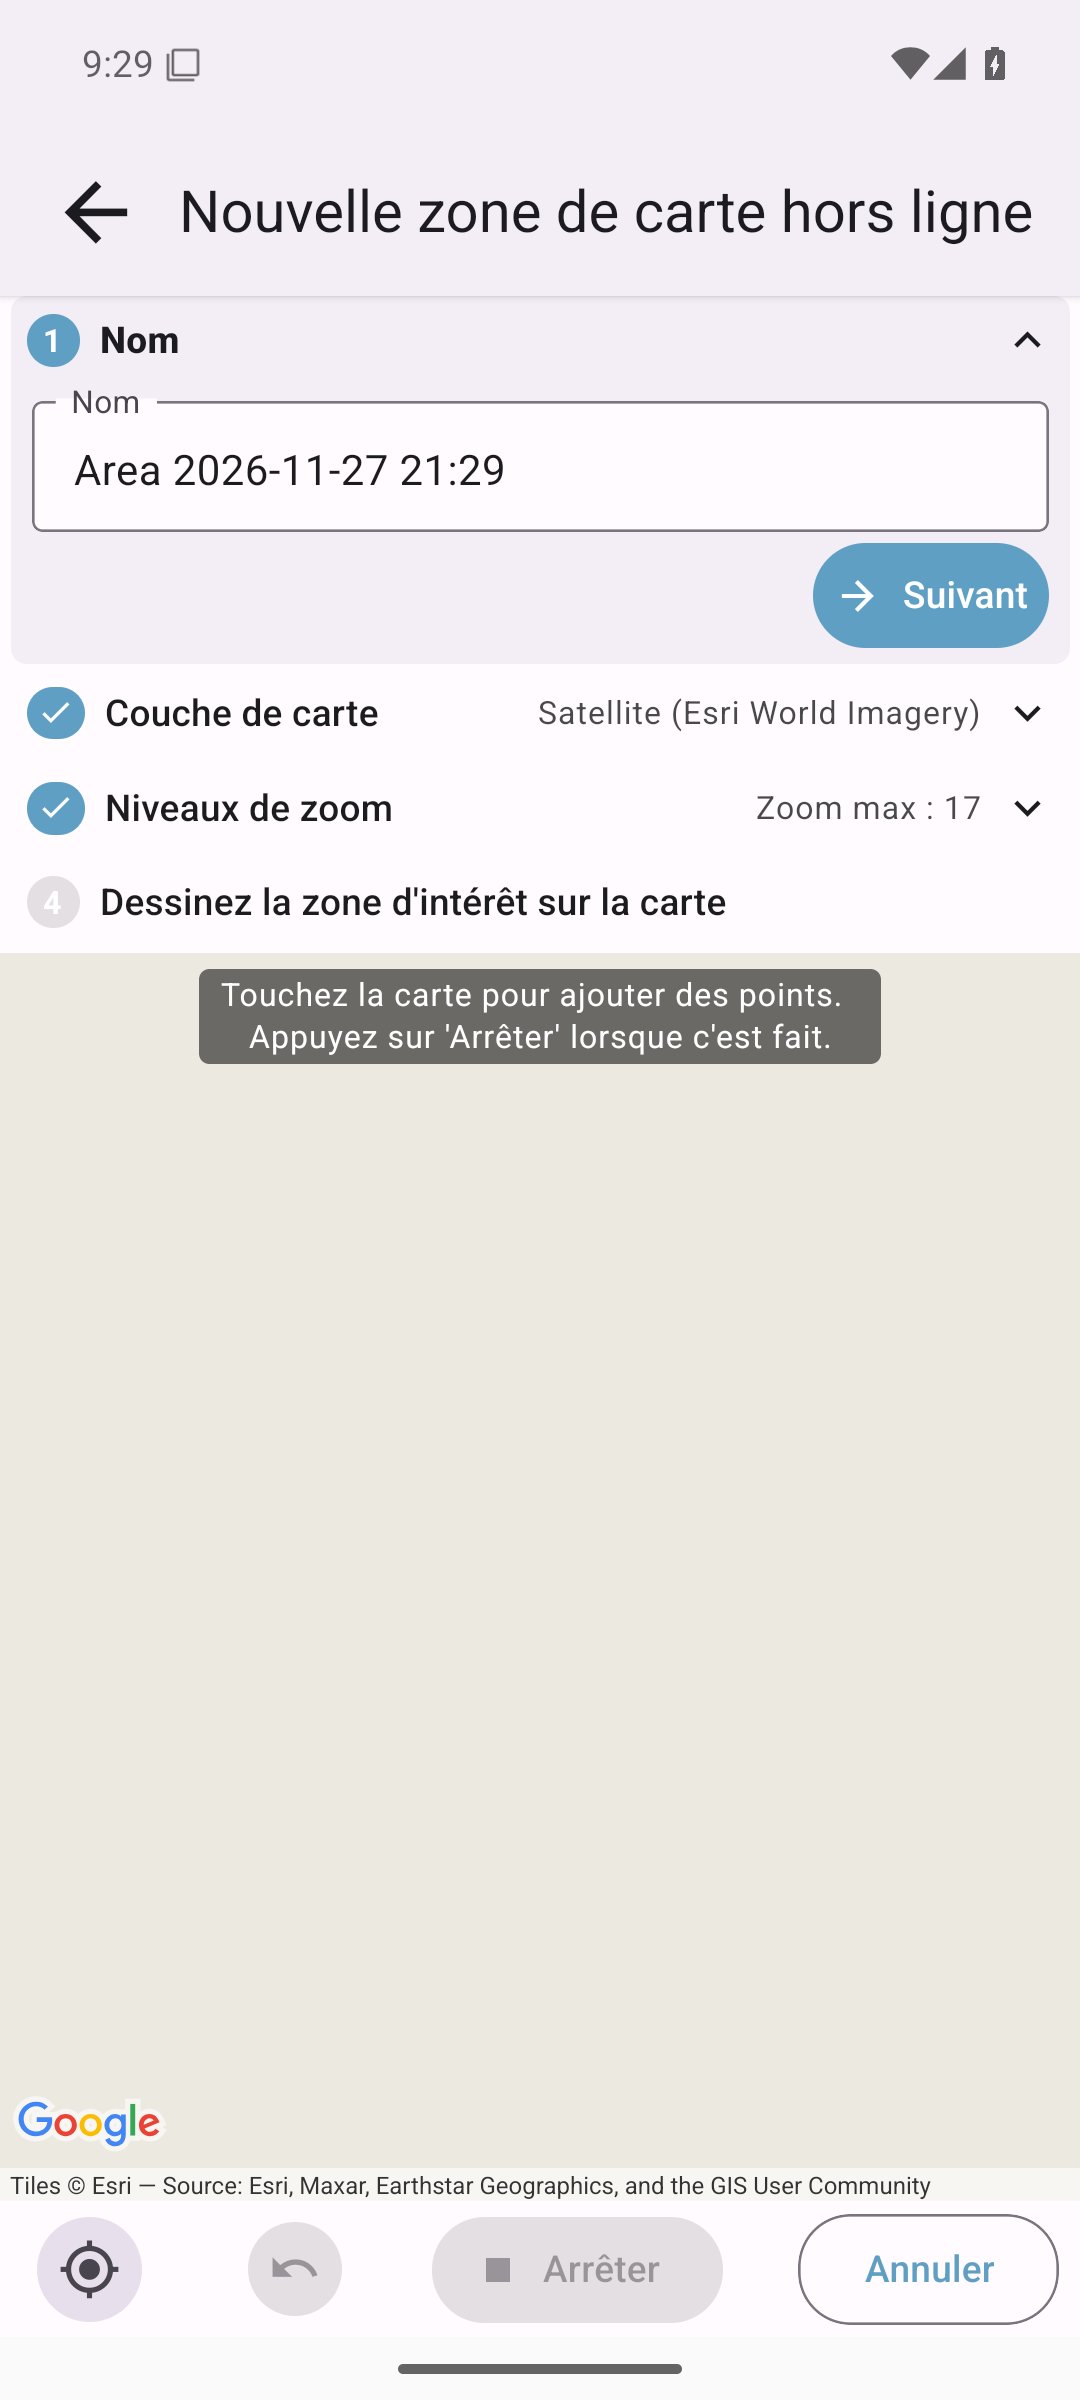 9:29
Nouvelle zone de carte hors ligne
1 Nom
Nom
Area 2026-11-27 21:29
Suivant
Couche de carte Satellite (Esri World Imagery)
Niveaux de zoom Zoom max : 17
4 Dessinez la zone d'intérêt sur la carte
Touchez la carte pour ajouter des points.
Appuyez sur 'Arrêter' lorsque c'est fait.
Google
Tiles © Esri — Source: Esri, Maxar, Earthstar Geographics, and the GIS User Community
Arrêter Annuler